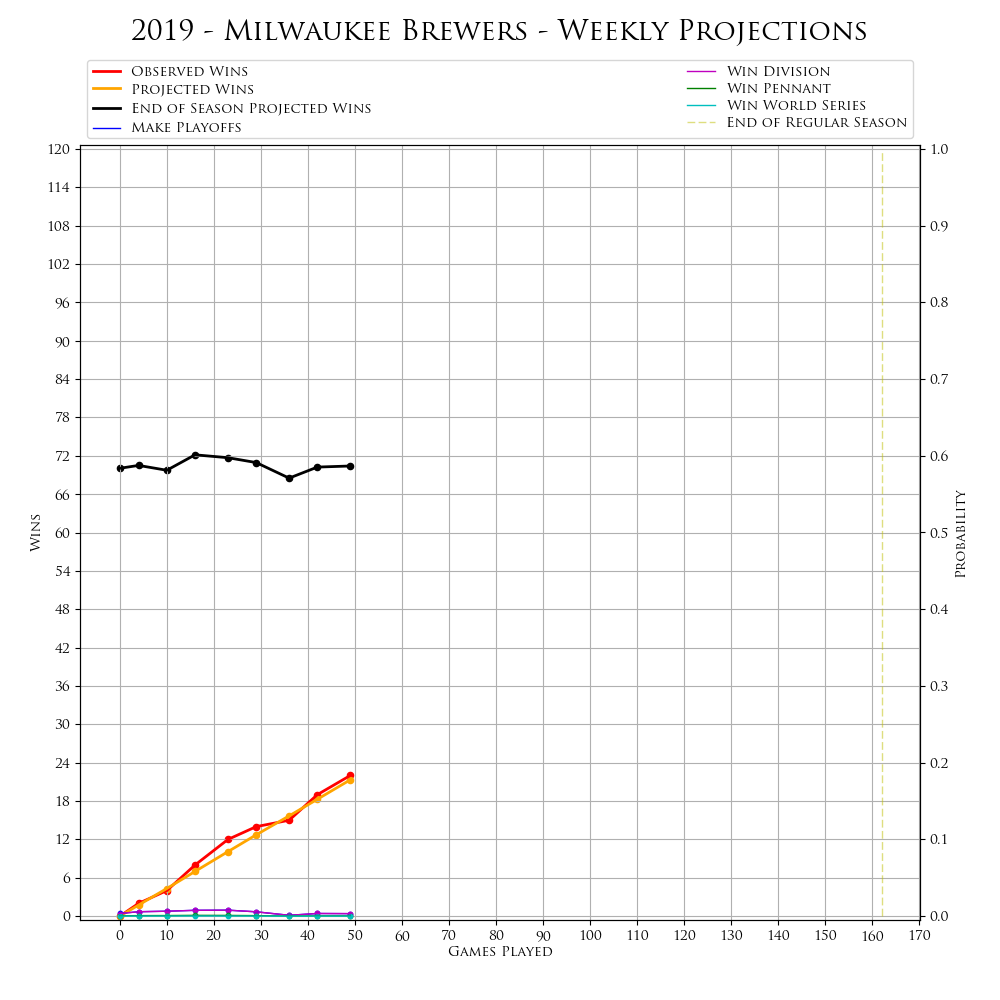 2019 - Milwaukee Brewers - Weekly Projections
Observed Wins
Projected Wins
End of Season Projected Wins
Make Playoffs
Win Division
Win Pennant
Win World Series
End of Regular Season
120
114
108
102
96
90
84
78
72
66
60
54
48
42
36
30
24
18
12
6
0
Wins
1.0
0.9
0.8
0.7
0.6
0.5
0.4
0.3
0.2
0.1
0.0
Probability
0 10 20 30 40 50 60 70 80 90 100 110 120 130 140 150 160 170
Games Played